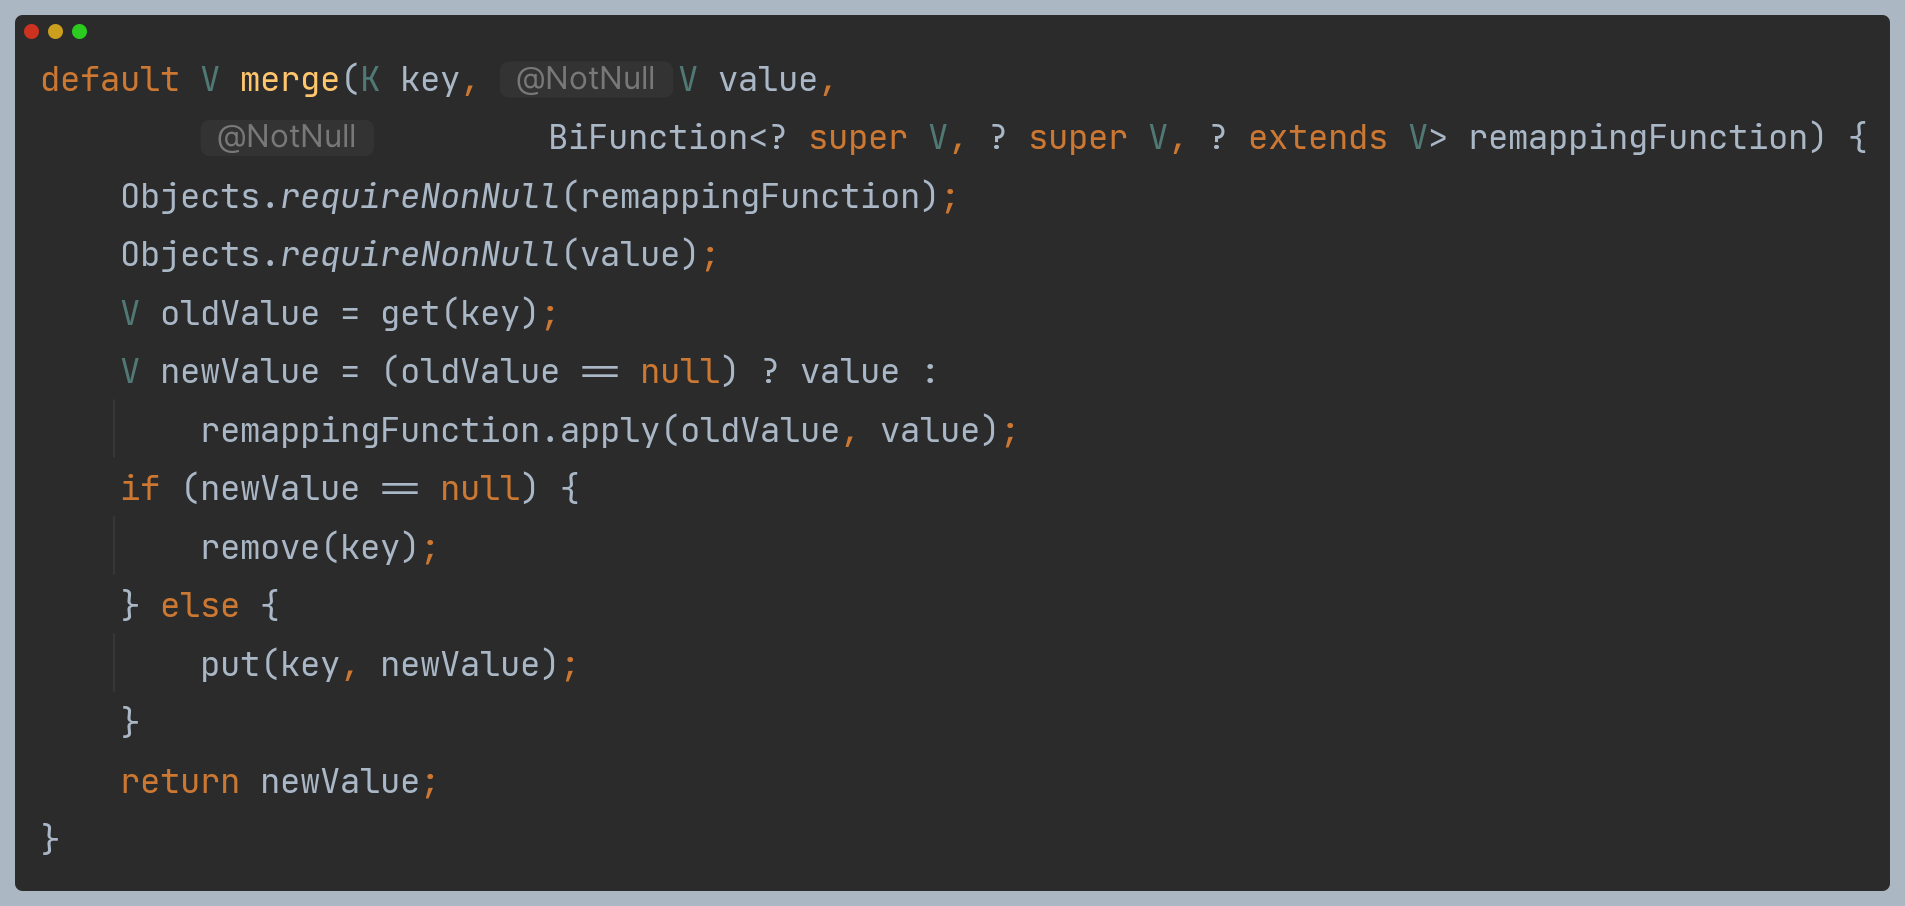 default V merge(K key, @NotNull V value,
        @NotNull BiFunction<? super V, ? super V, ? extends V> remappingFunction) {
    Objects.requireNonNull(remappingFunction);
    Objects.requireNonNull(value);
    V oldValue = get(key);
    V newValue = (oldValue == null) ? value :
        remappingFunction.apply(oldValue, value);
    if (newValue == null) {
        remove(key);
    } else {
        put(key, newValue);
    }
    return newValue;
}